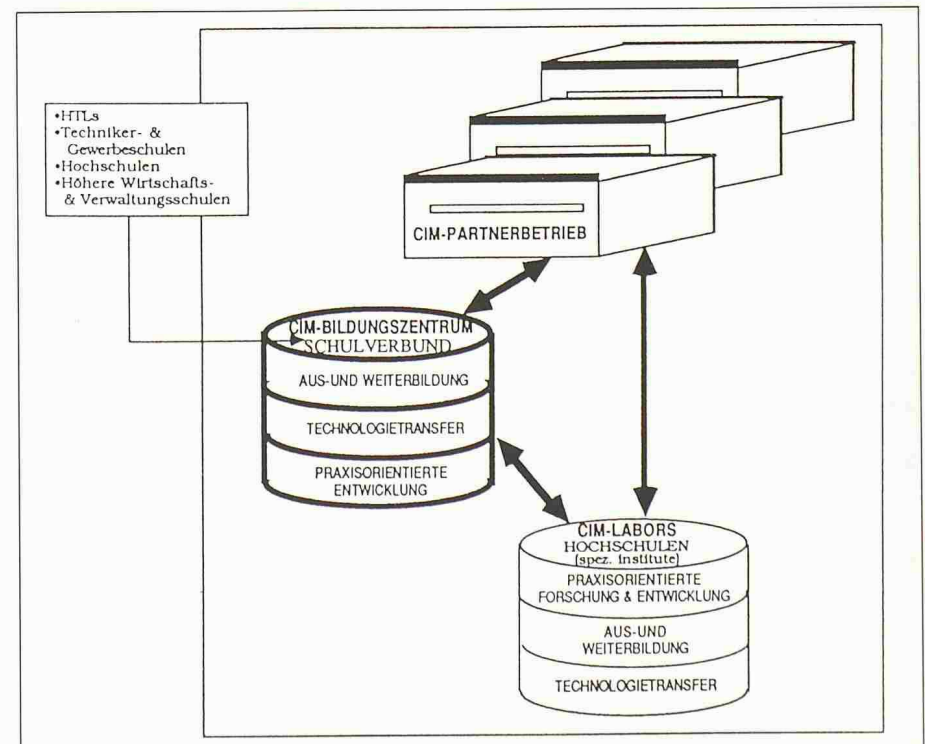 •HTLs
•Techniker- &
Gewerbeschulen
•Hochschulen
•Höhere Wirtschafts-
& Verwaltungsschulen
CIM-PARTNERBETRIEB
CIM-BILDUNGSZENTRUM
SCHULVERBUND
AUS-UND WEITERBILDUNG
TECHNOLOGIETRANSFER
PRAXISORIENTIERTE
ENTWICKLUNG
CIM-LABORS
HOCHSCHULEN
(spez. institute)
PRAXISORIENTIERTE
FORSCHUNG & ENTWICKLUNG
AUS-UND
WEITERBILDUNG
TECHNOLOGIETRANSFER